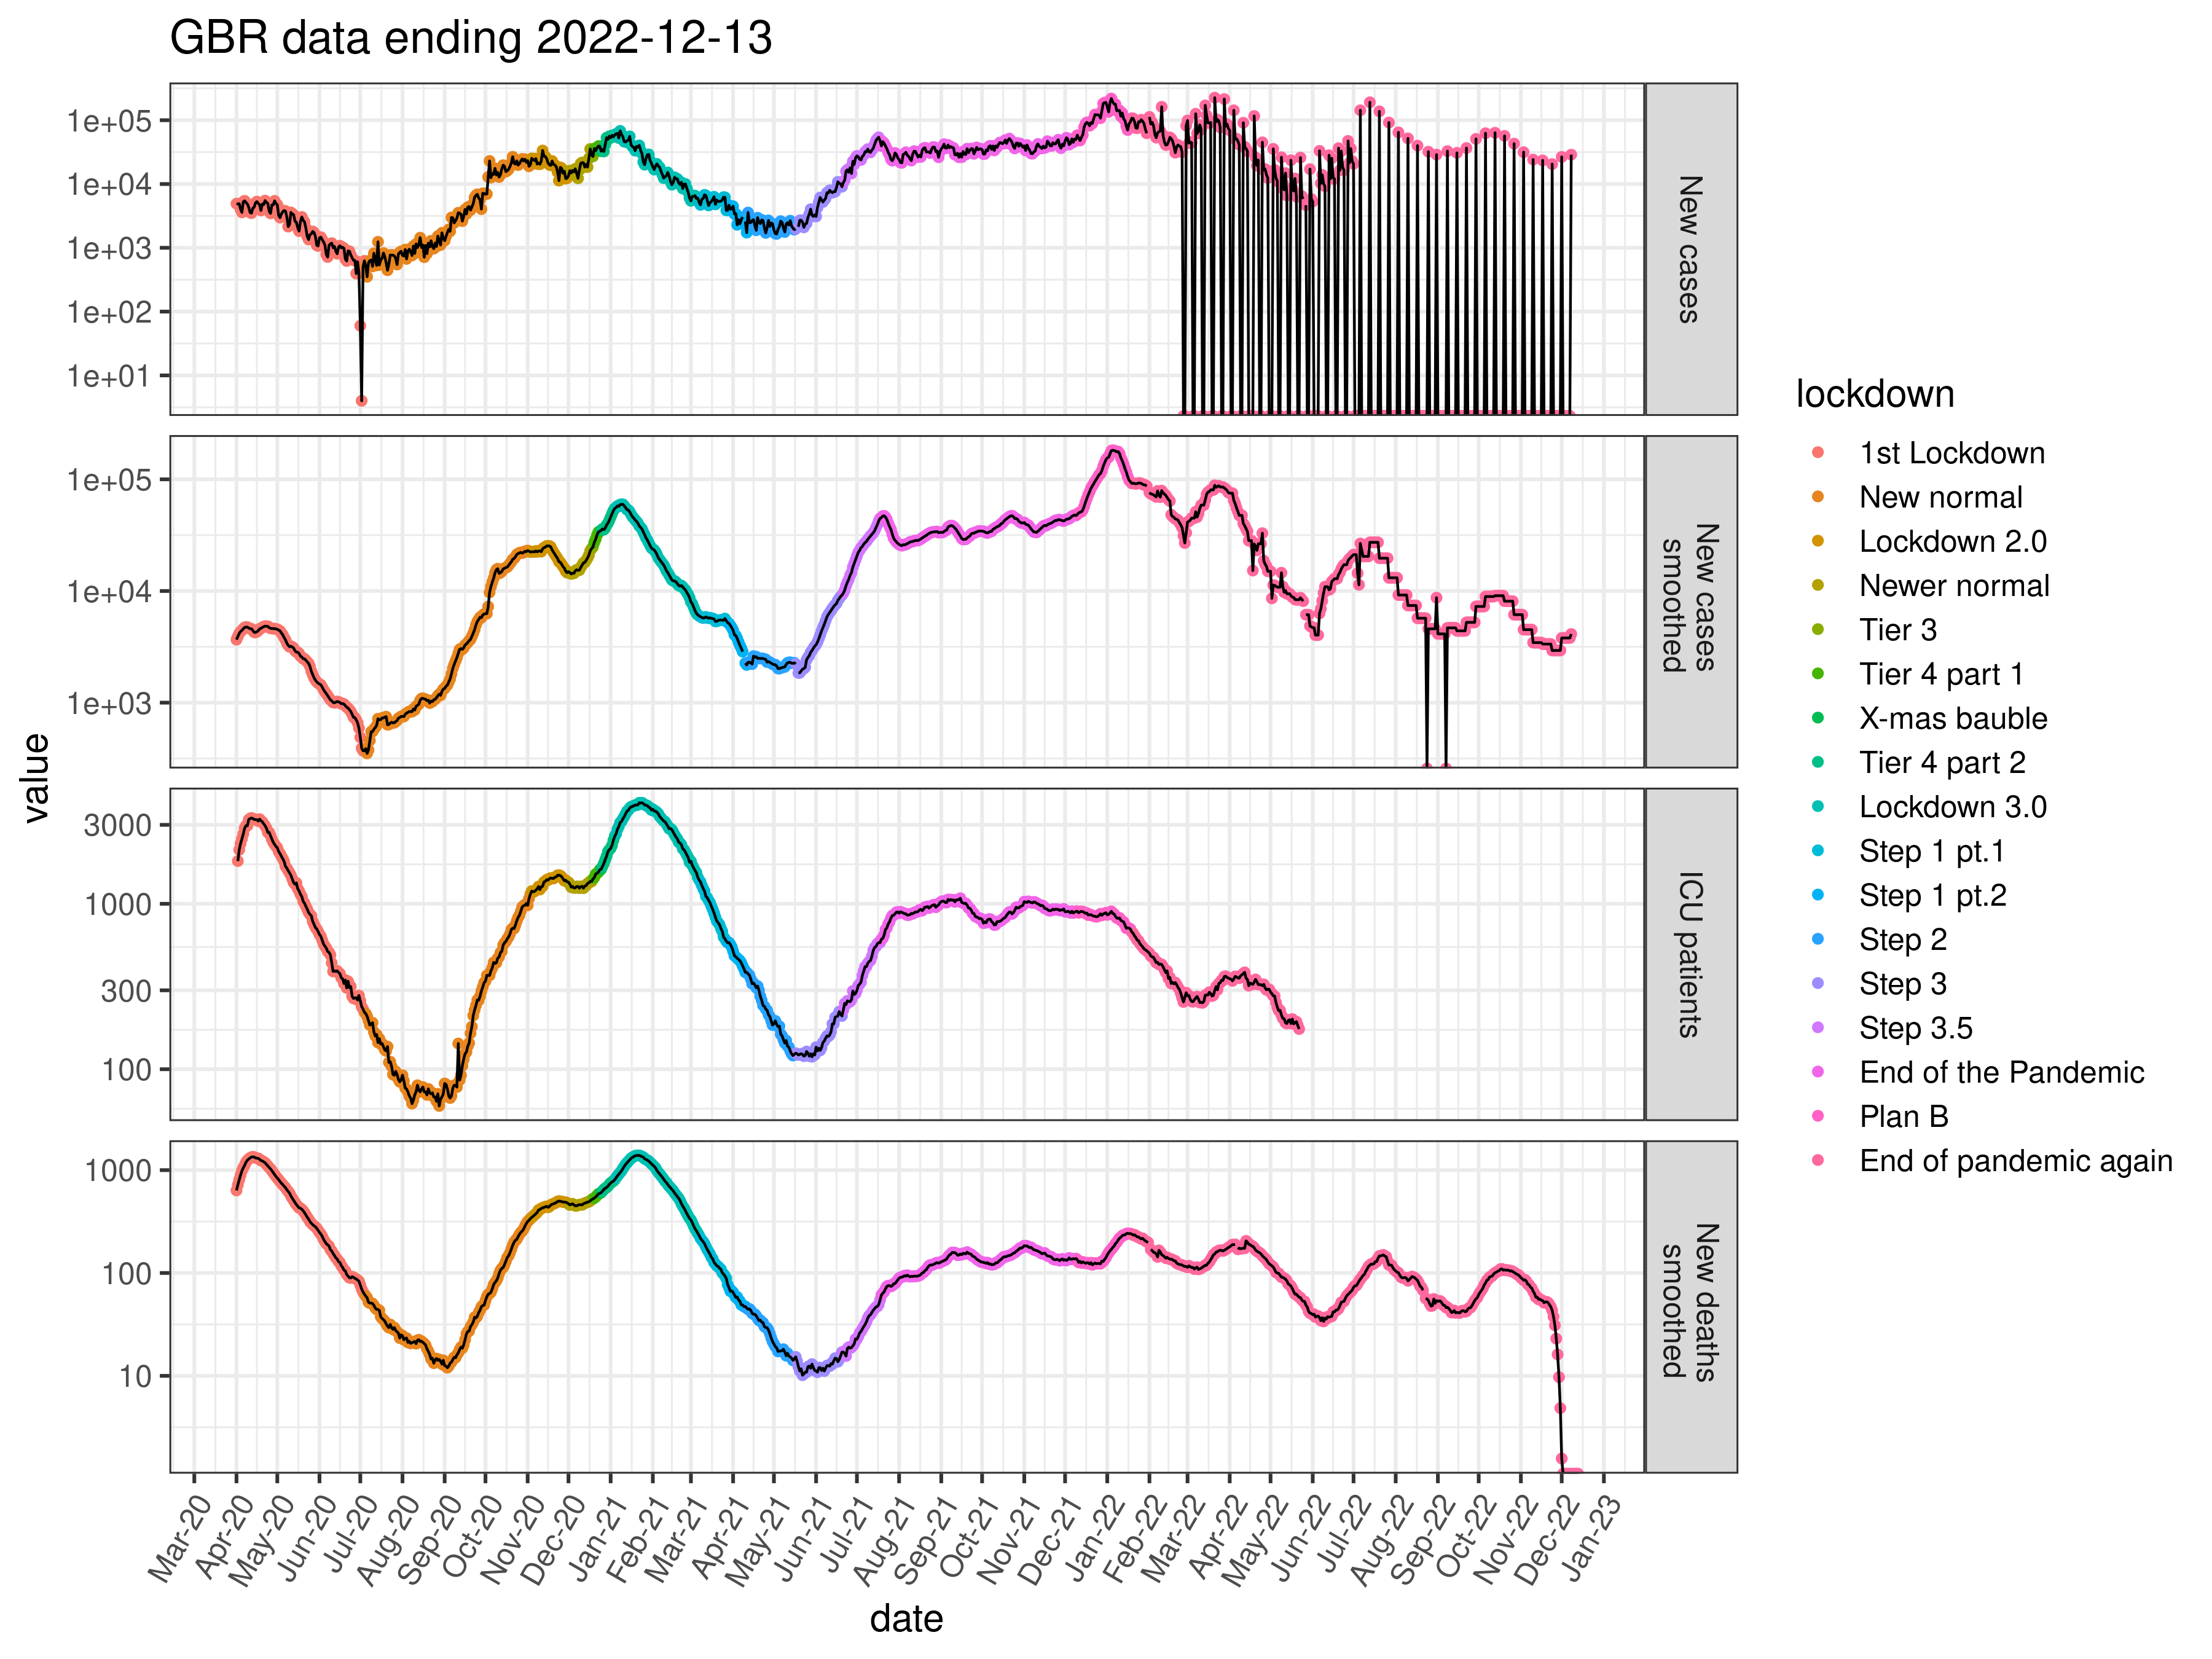 GBR data ending 2022-12-13
1e+05
1e+04
1e+03
1e+02
1e+01
New cases
1e+05
1e+04
1e+03
New cases
smoothed
3000
1000
300
100
ICU patients
1000
100
10
New deaths
smoothed
value
Mar-20
Apr-20
May-20
Jun-20
Jul-20
Aug-20
Sep-20
Oct-20
Nov-20
Dec-20
Jan-21
Feb-21
Mar-21
Apr-21
May-21
Jun-21
Jul-21
Aug-21
Sep-21
Oct-21
Nov-21
Dec-21
Jan-22
Feb-22
Mar-22
Apr-22
May-22
Jun-22
Jul-22
Aug-22
Sep-22
Oct-22
Nov-22
Dec-22
Jan-23
date
lockdown
1st Lockdown
New normal
Lockdown 2.0
Newer normal
Tier 3
Tier 4 part 1
X-mas bauble
Tier 4 part 2
Lockdown 3.0
Step 1 pt.1
Step 1 pt.2
Step 2
Step 3
Step 3.5
End of the Pandemic
Plan B
End of pandemic again